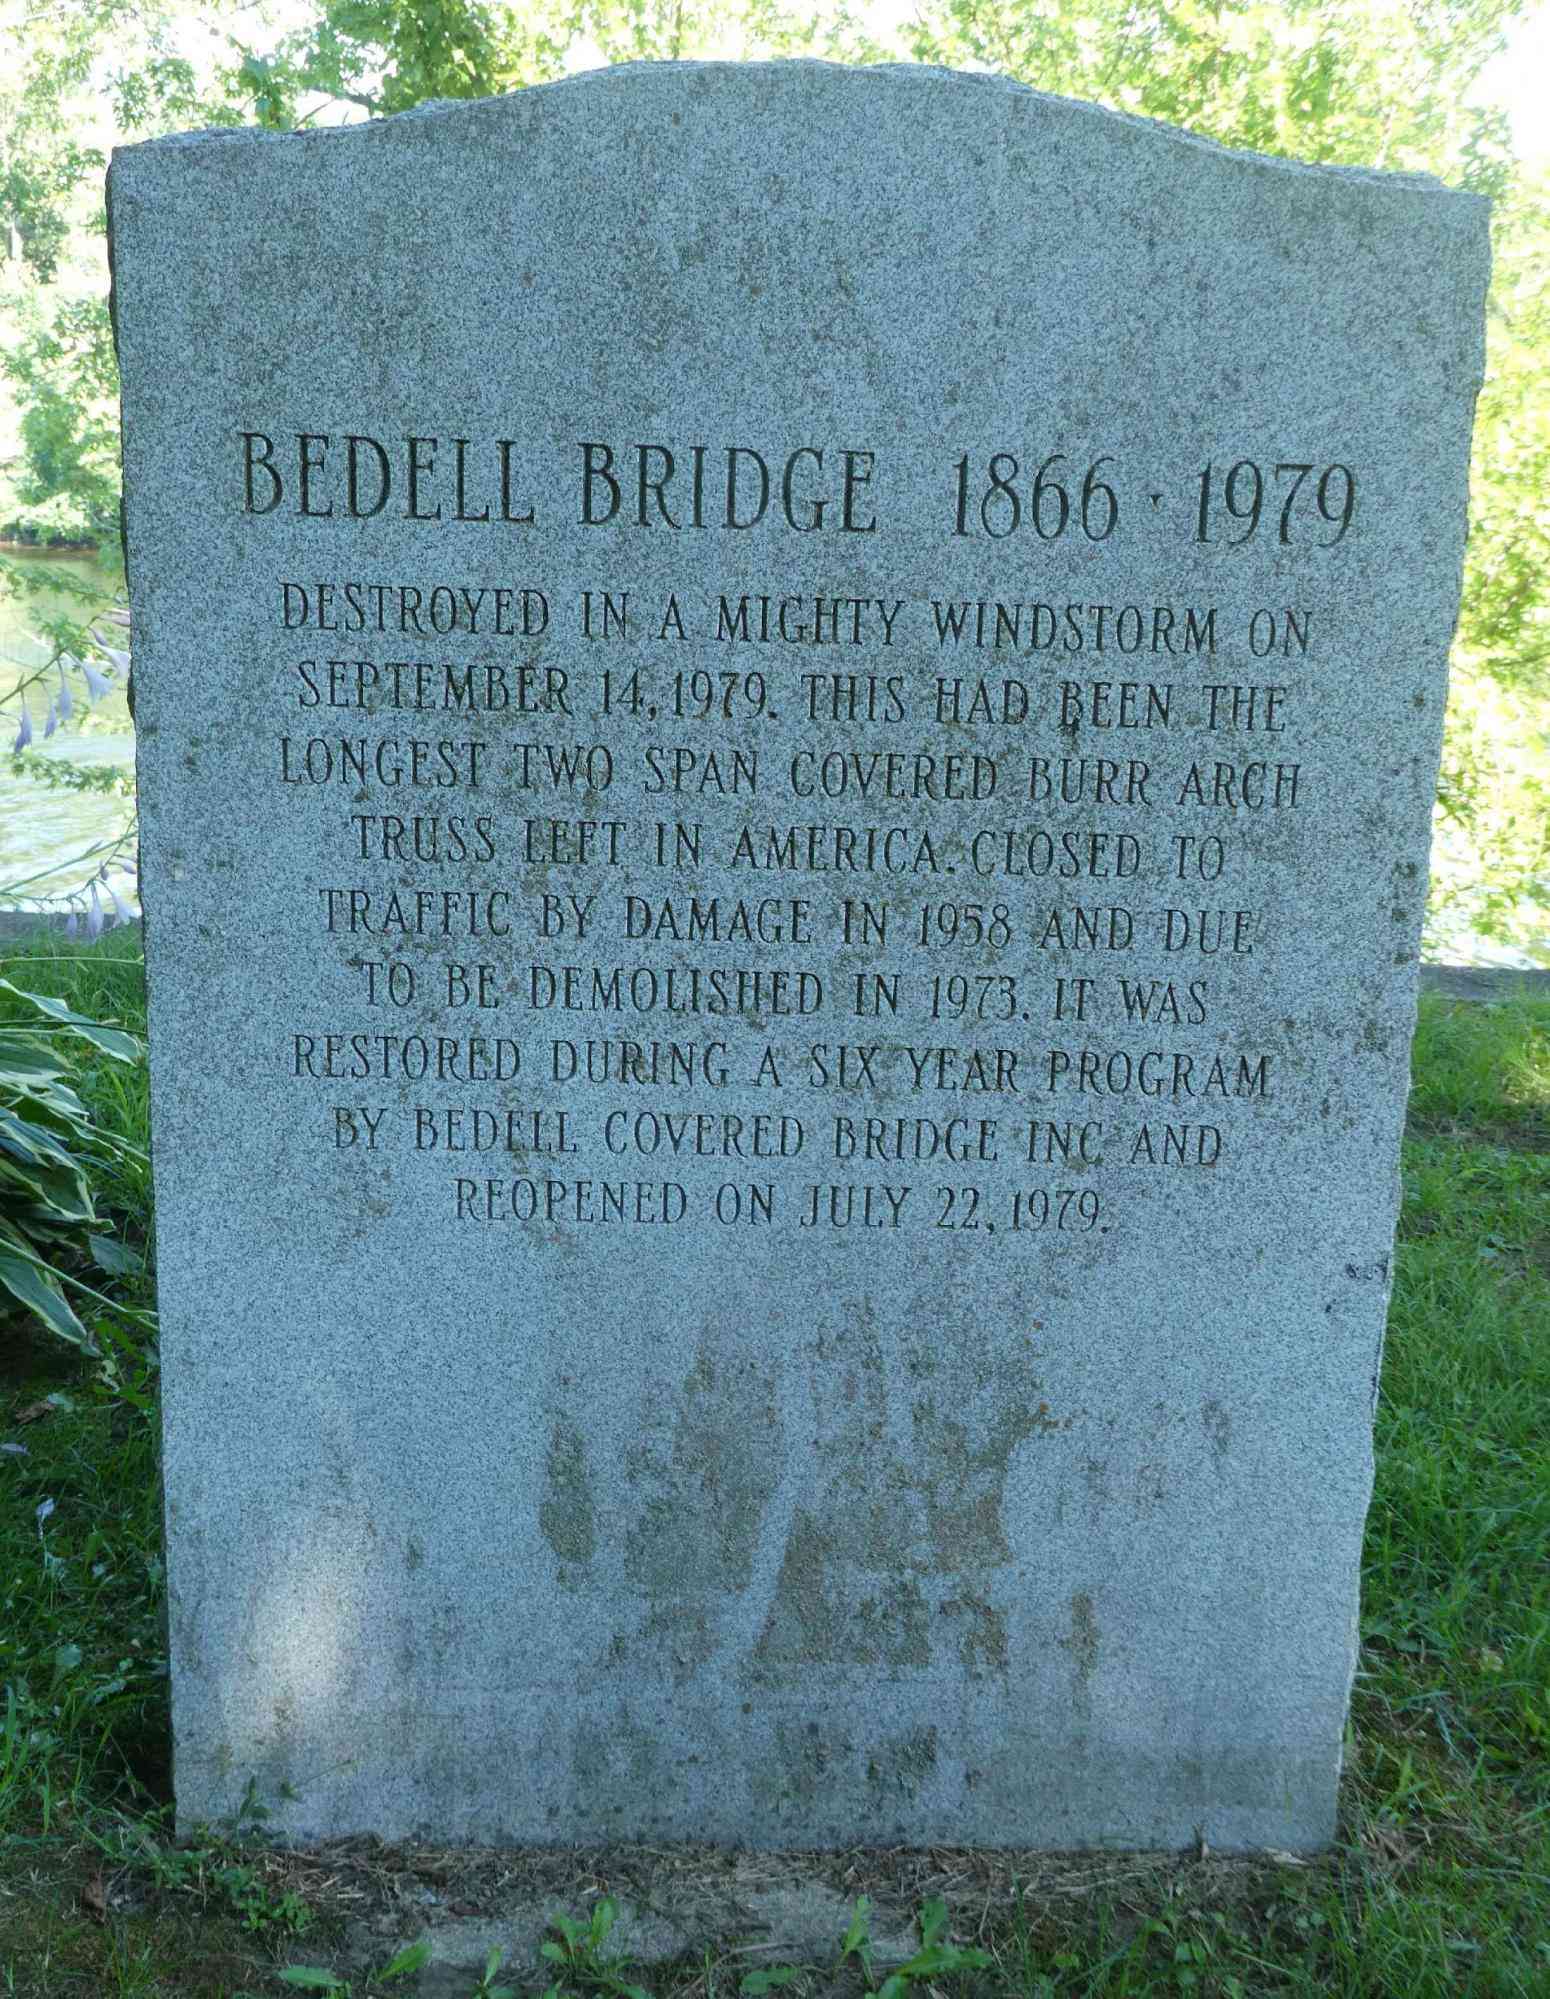 BEDELL BRIDGE 1866 · 1979
DESTROYED IN A MIGHTY WINDSTORM ON
SEPTEMBER 14, 1979. THIS HAD BEEN THE
LONGEST TWO SPAN COVERED BURR ARCH
TRUSS LEFT IN AMERICA. CLOSED TO
TRAFFIC BY DAMAGE IN 1958 AND DUE
TO BE DEMOLISHED IN 1973. IT WAS
RESTORED DURING A SIX YEAR PROGRAM
BY BEDELL COVERED BRIDGE INC AND
REOPENED ON JULY 22, 1979.